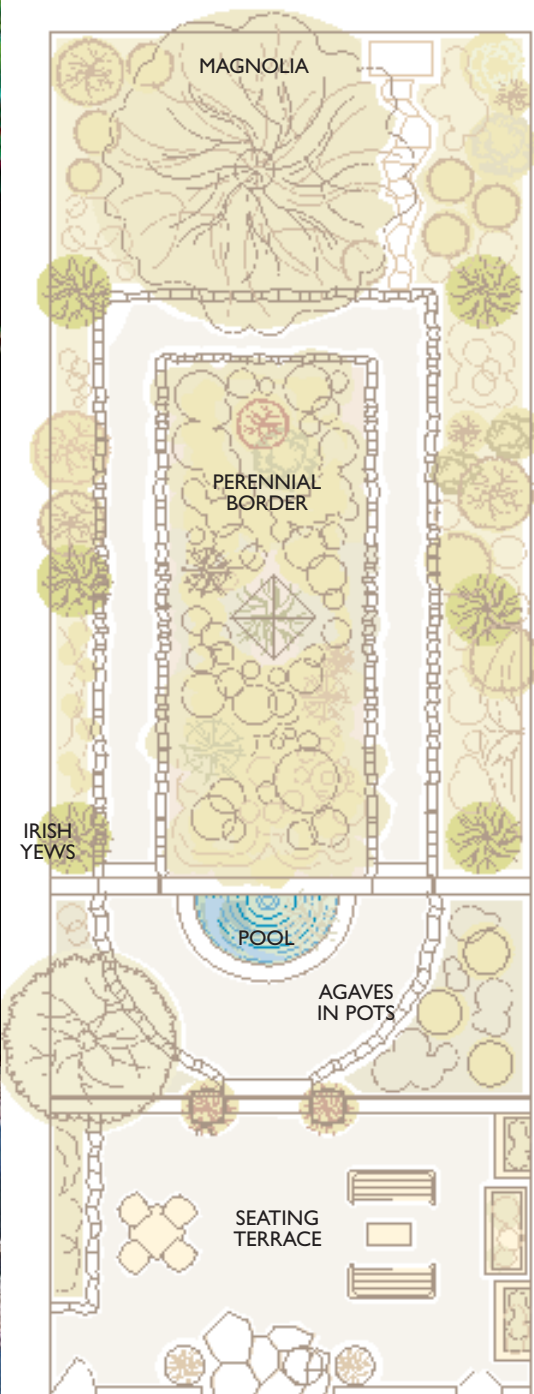 MAGNOLIA
PERENNIAL
BORDER
IRISH
YEWS
POOL
AGAVES
IN POTS
SEATING
TERRACE